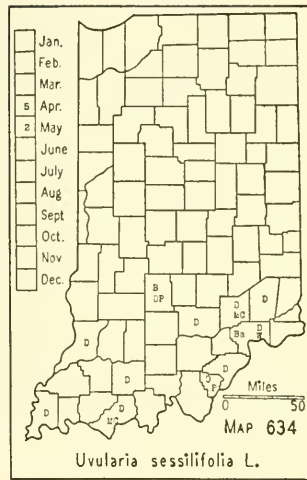 Jan.
Feb.
Mar.
5 Apr.
2 May
June
July
Aug
Sept
Oct.
Nov
Dec.
B
DP
D
D
D
MC
D
Ba
D
D
D
D
F
D
D
MC
Miles
0 50
MAP 634
Uvularia sessilifolia L.